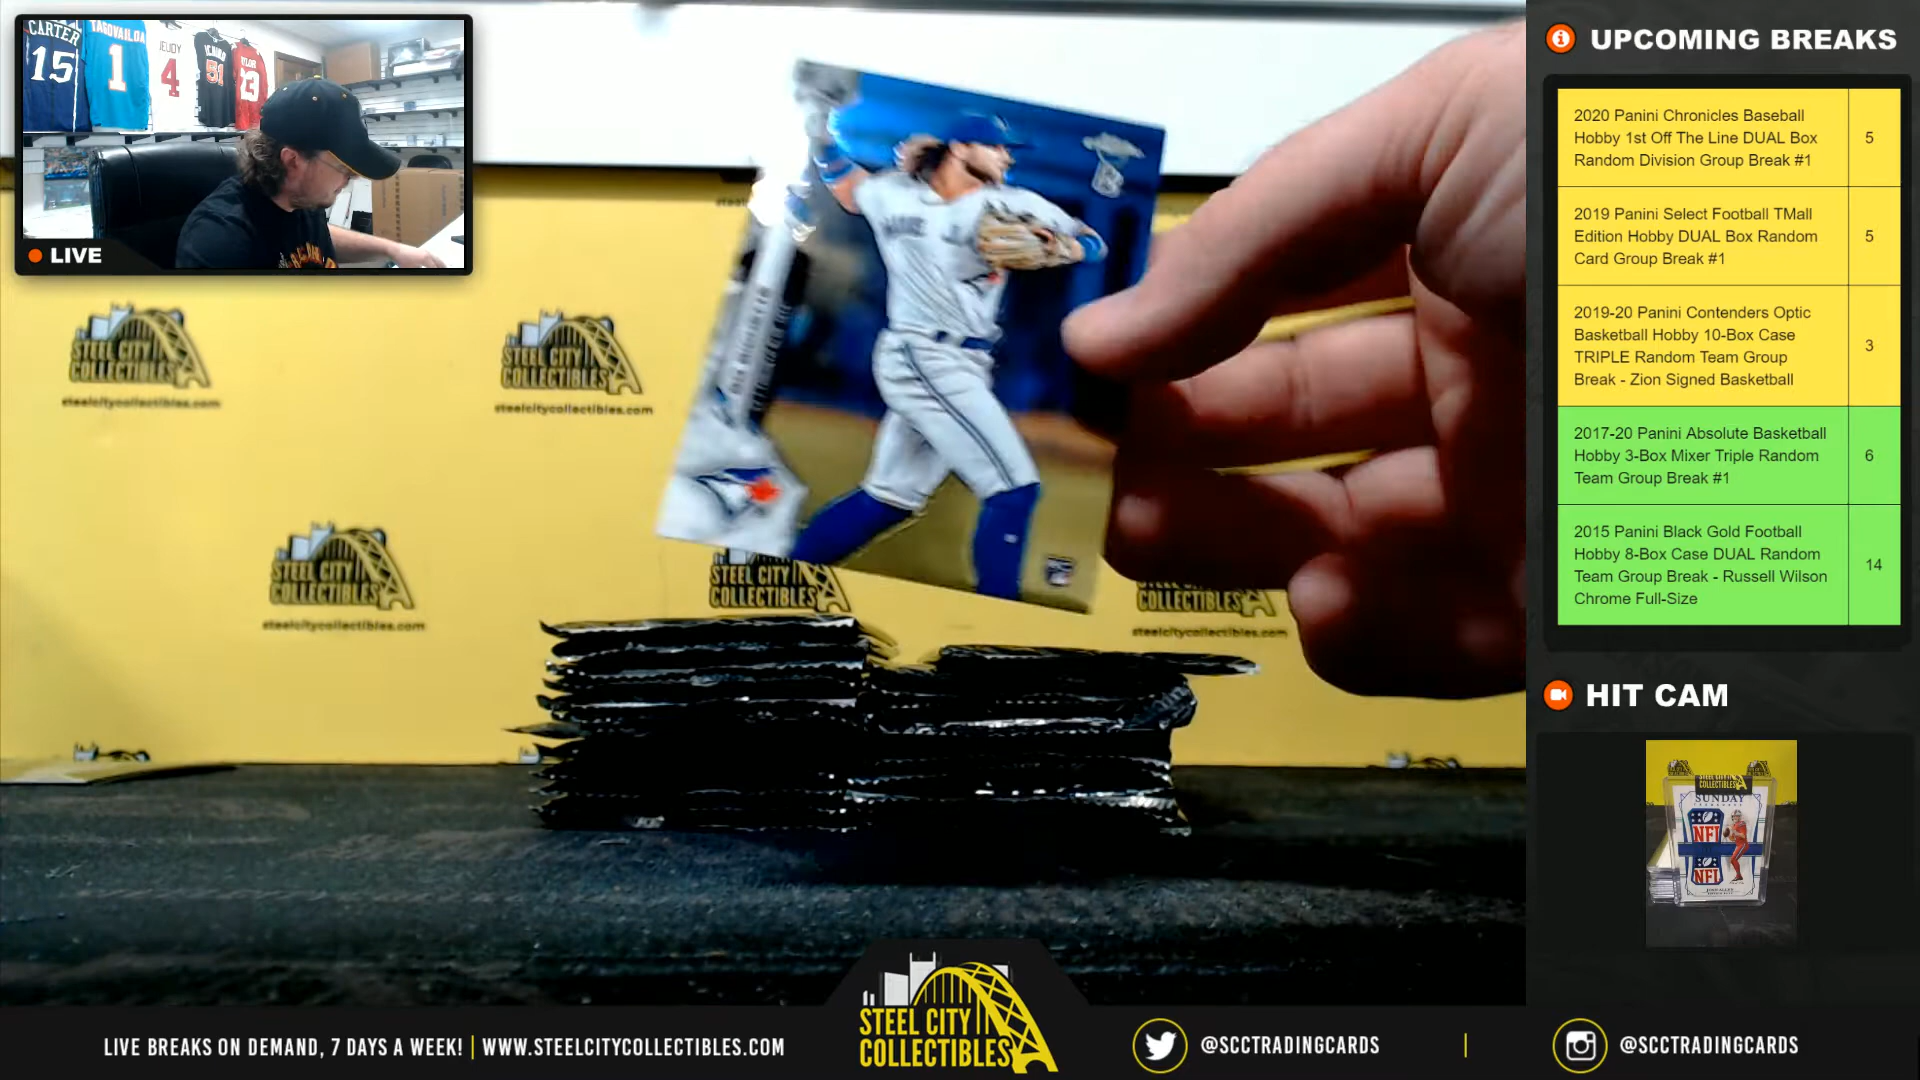 CARTER
15
TAGOVAILOA
1
JEUDY
4
51
23
LIVE
UPCOMING BREAKS
2020 Panini Chronicles Baseball
Hobby 1st Off The Line DUAL Box
Random Division Group Break #1
5
2019 Panini Select Football TMall
Edition Hobby DUAL Box Random
Card Group Break #1
5
2019-20 Panini Contenders Optic
Basketball Hobby 10-Box Case
TRIPLE Random Team Group
Break - Zion Signed Basketball
3
2017-20 Panini Absolute Basketball
Hobby 3-Box Mixer Triple Random
Team Group Break #1
6
2015 Panini Black Gold Football
Hobby 8-Box Case DUAL Random
Team Group Break - Russell Wilson
Chrome Full-Size
14
HIT CAM
STEEL CITY
COLLECTIBLES
SUNDAY
NFL
NFL
STEEL CITY
COLLECTIBLES
steelcitycollectibles.com
STEEL CITY
COLLECTIBLES
steelcitycollectibles.com
STEEL CITY
COLLECTIBLES
steelcitycollectibles.com
STEEL CITY
COLLECTIBLES
COLLECTIBLES
steelcitycollectibles.com
LIVE BREAKS ON DEMAND, 7 DAYS A WEEK! | WWW.STEELCITYCOLLECTIBLES.COM
STEEL CITY
COLLECTIBLES
@SCCTRADINGCARDS
|
@SCCTRADINGCARDS